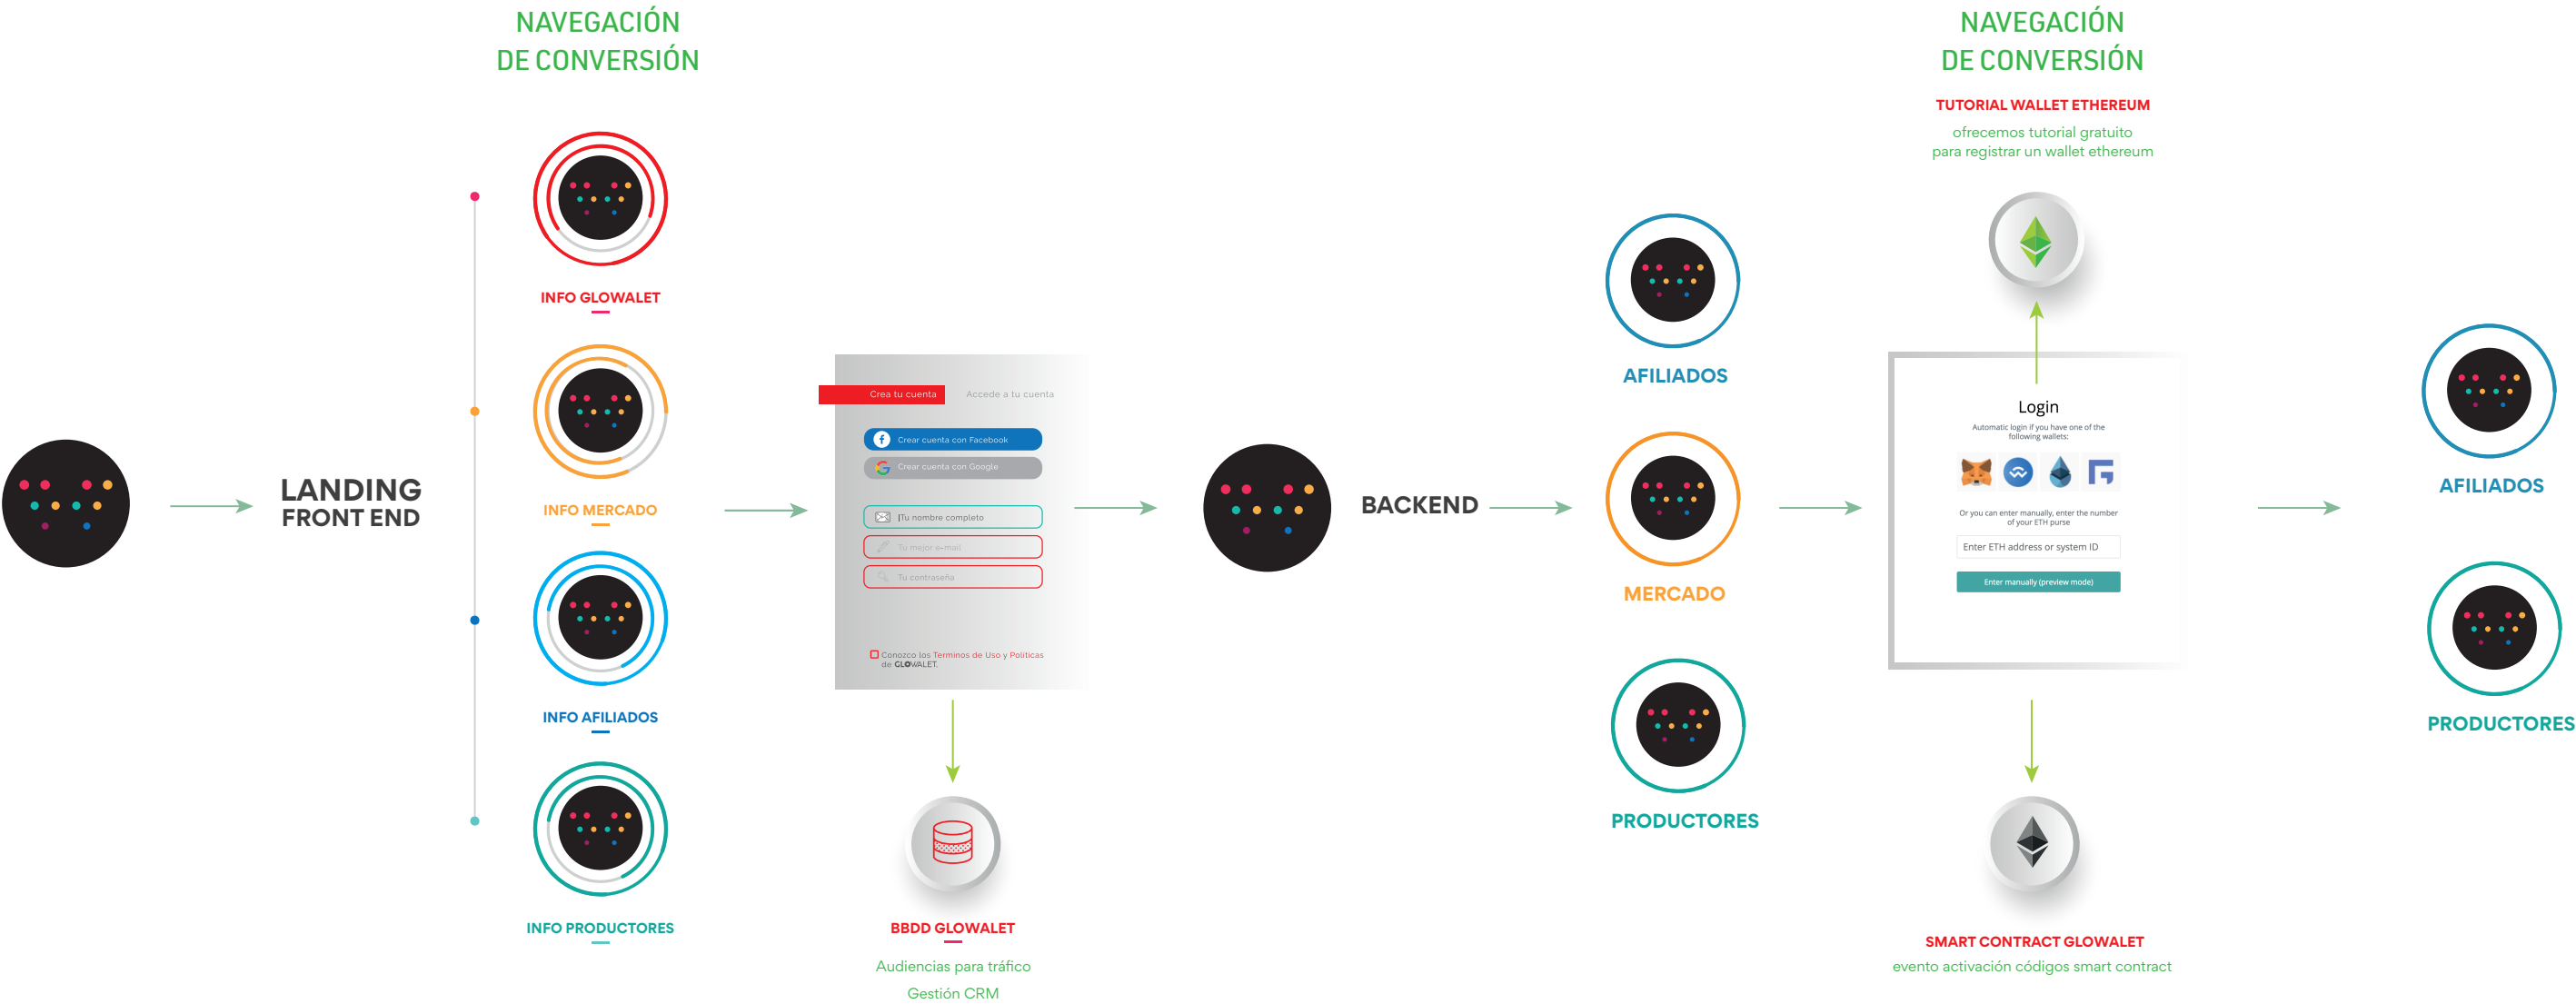 NAVEGACIÓN
DE CONVERSIÓN
LANDING
FRONT END
INFO GLOWALET
INFO MERCADO
INFO AFILIADOS
INFO PRODUCTORES
Crea tu cuenta
Accede a tu cuenta
Crear cuenta con Facebook
Crear cuenta con Google
Tu nombre completo
Tu mejor e-mail
Tu contraseña
Conozco los Terminos de Uso y Políticas
de GLOWALET.
BBDD GLOWALET
Audiencias para tráfico
Gestión CRM
BACKEND
AFILIADOS
MERCADO
PRODUCTORES
NAVEGACIÓN
DE CONVERSIÓN
TUTORIAL WALLET ETHEREUM
ofrecemos tutorial gratuito
para registrar un wallet ethereum
Login
Automatic login if you have one of the
following wallets:
Or you can enter manually, enter the number
of your ETH purse
Enter ETH address or system ID
Enter manually (preview mode)
SMART CONTRACT GLOWALET
evento activación códigos smart contract
AFILIADOS
PRODUCTORES